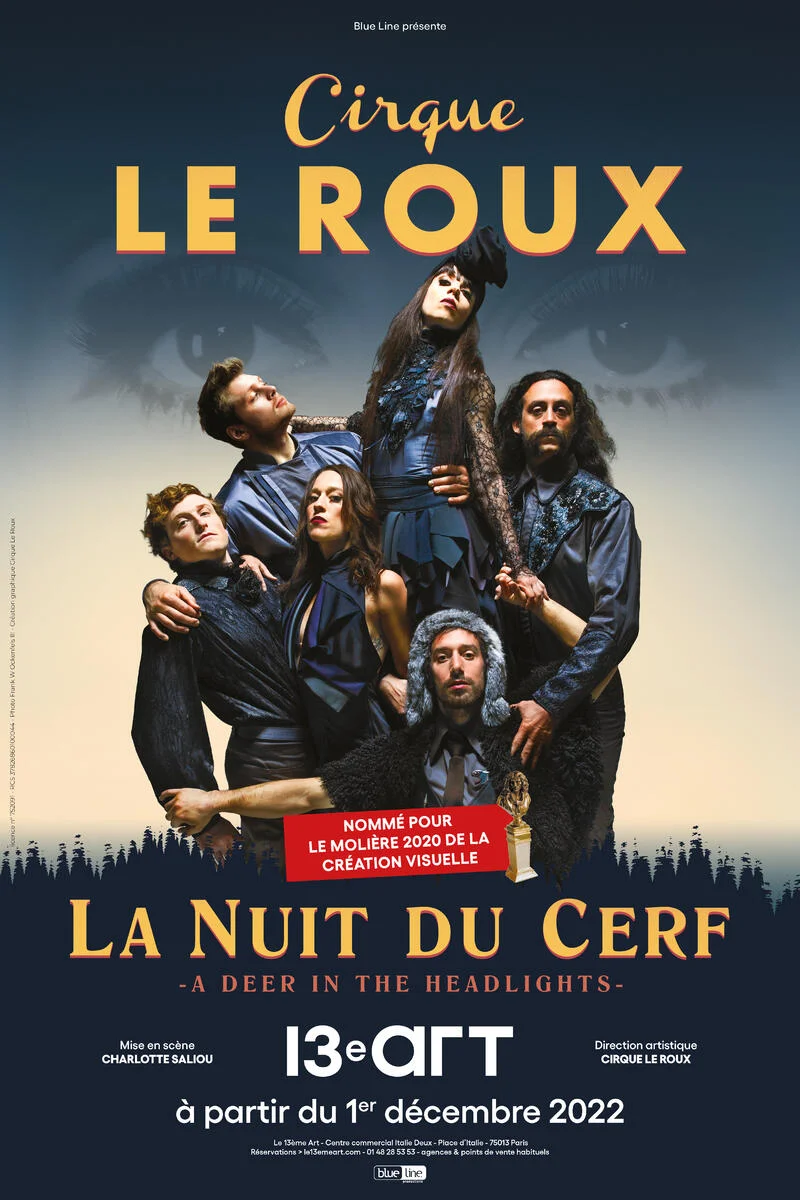 Blue Line présente
Cirque
LE ROUX
NOMMÉ POUR
LE MOLIÈRE 2020 DE LA
CRÉATION VISUELLE
LA NUIT DU CERF
-A DEER IN THE HEADLIGHTS-
Mise en scène
CHARLOTTE SALIOU
13e ART
Direction artistique
CIRQUE LE ROUX
à partir du 1er décembre 2022
Le 13ème Art - Centre commercial Italie Deux - Place d'Italie - 75013 Paris
Réservations > le13emeart.com - 01 48 28 53 53 - agences & points de vente habituels
blue line
productions